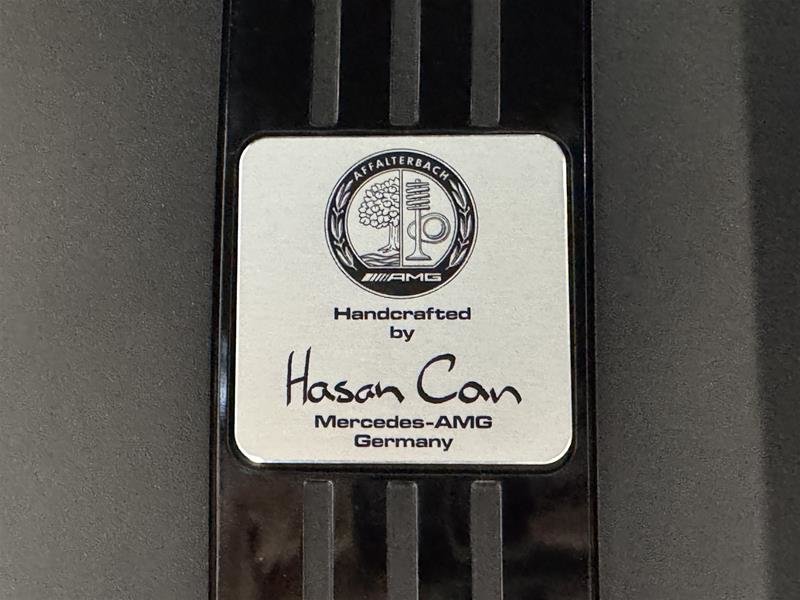 AFFALTERBACH
AMG
Handcrafted
by
Hasan Can
Mercedes-AMG
Germany